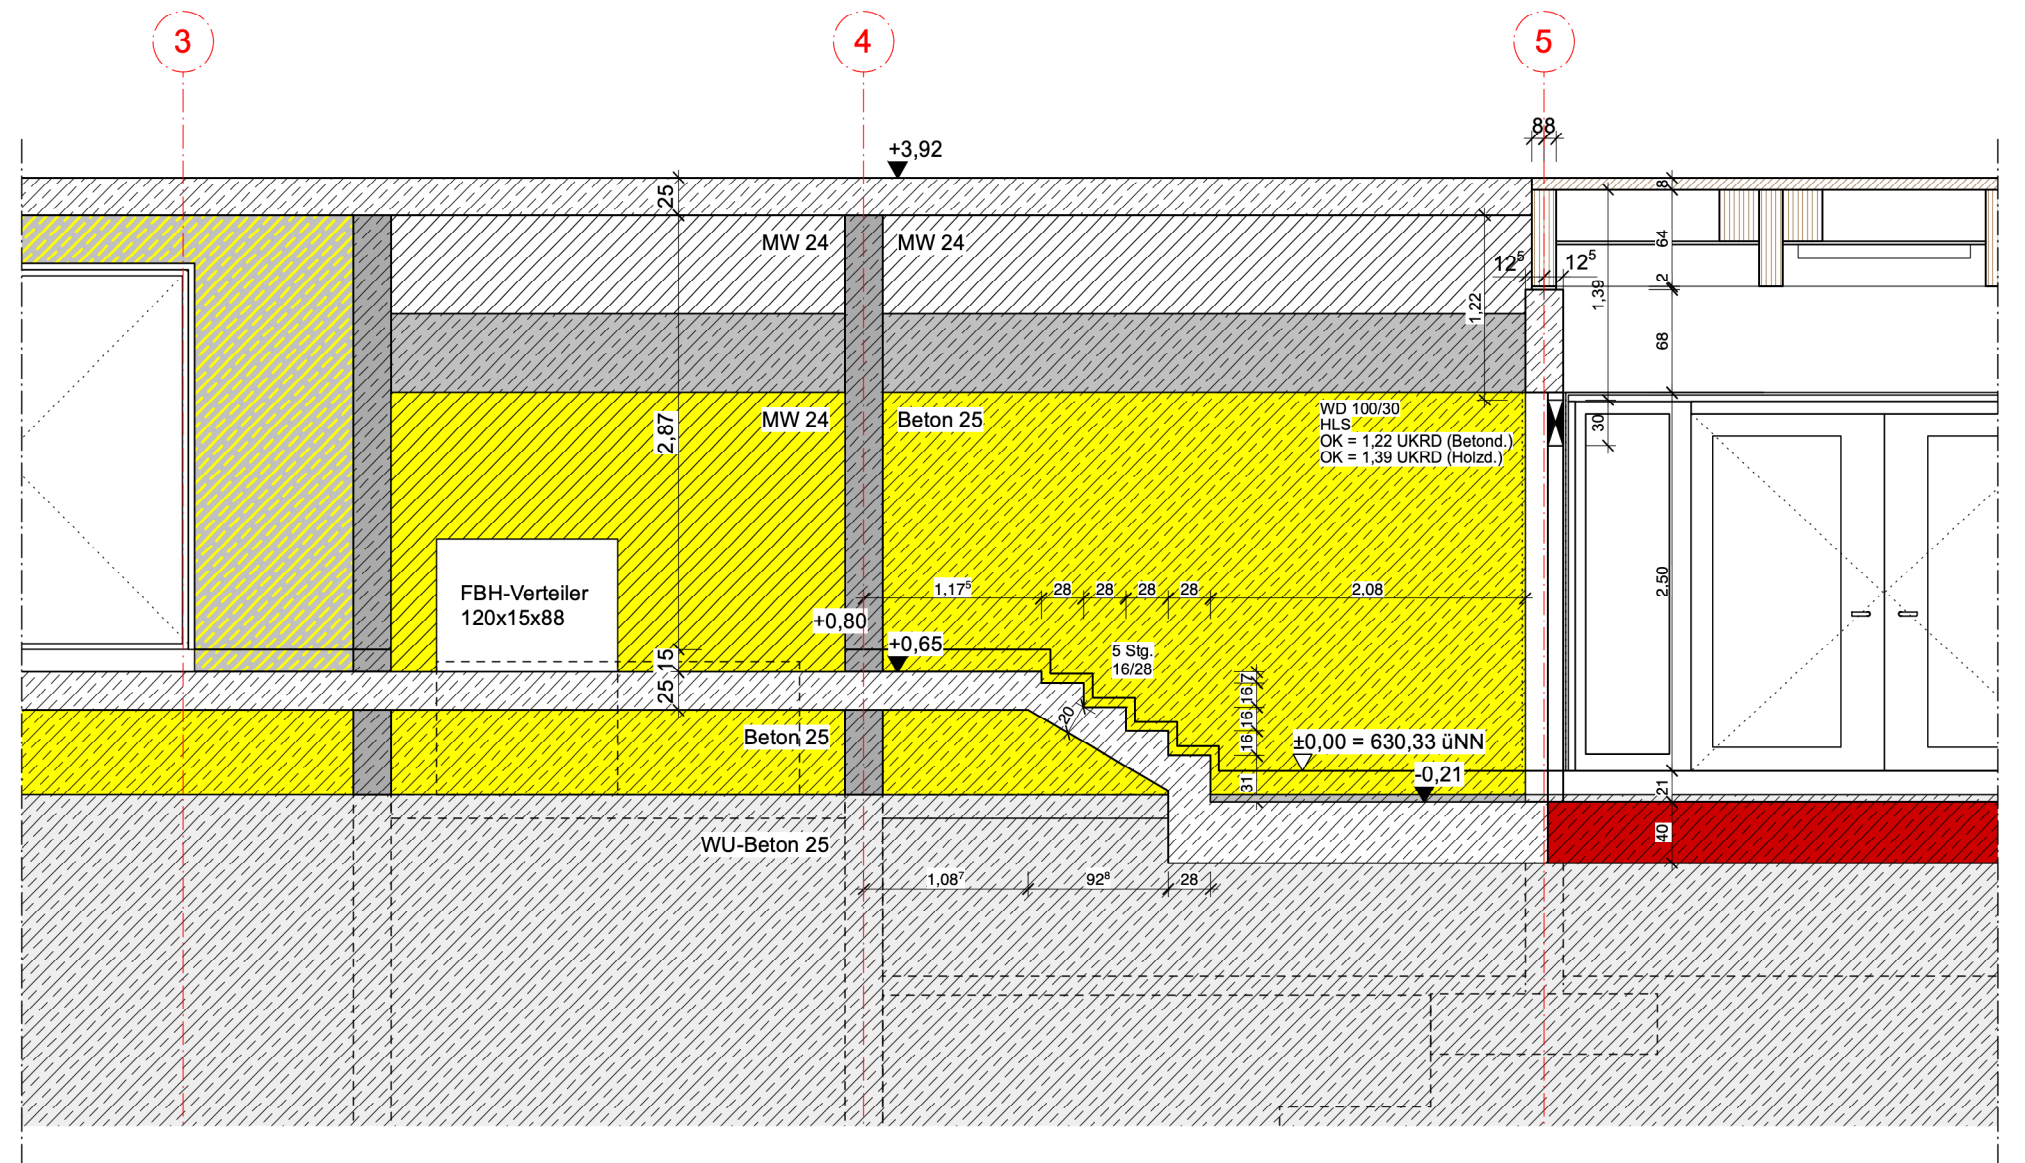 3
4
5
88
+3,92
25
8
MW 24
MW 24
64
12⁵
12⁵
2
1,39
1,22
68
MW 24
Beton 25
WD 100/30
HLS
OK = 1,22 UKRD (Betond.)
OK = 1,39 UKRD (Holzd.)
30
2,87
FBH-Verteiler
120x15x88
1,17⁵
28
28
28
28
2,08
2,50
+0,80
+0,65
5 Stg.
16/28
15
25
7
16
16
16
31
20
Beton 25
±0,00 = 630,33 üNN
-0,21
21
40
WU-Beton 25
1,08⁷
92⁸
28